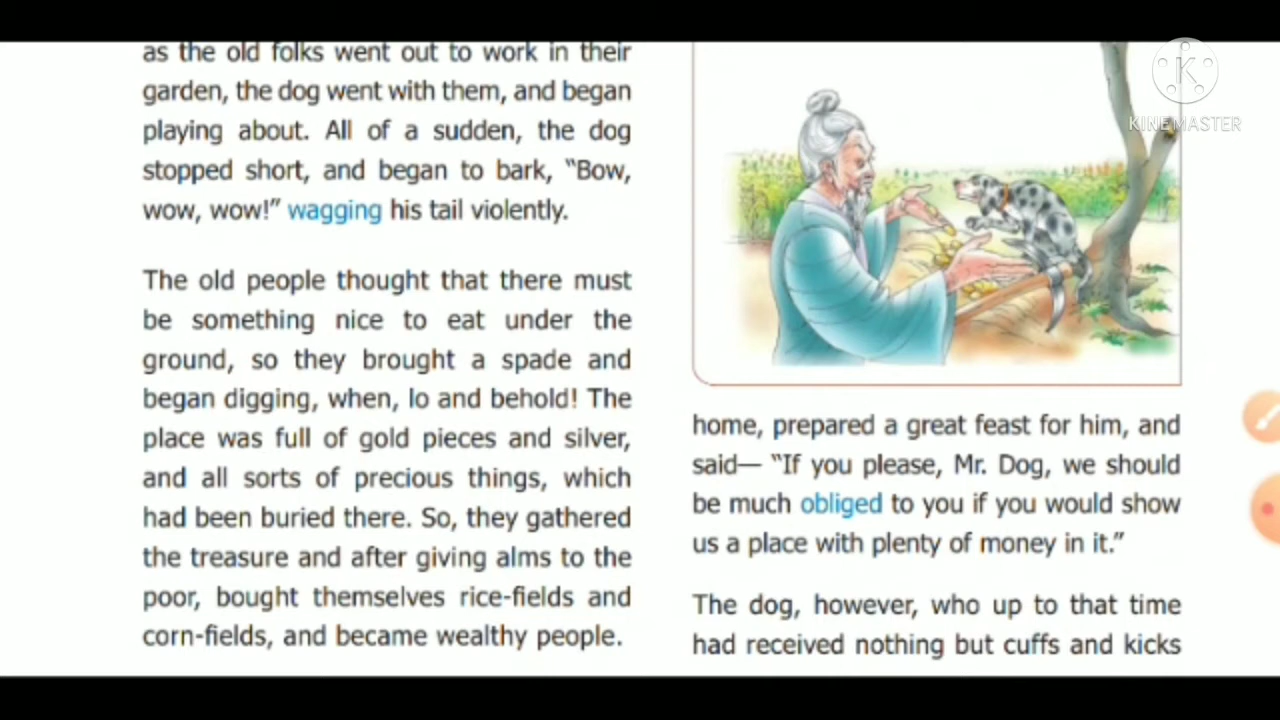 as the old folks went out to work in their
garden, the dog went with them, and began
playing about. All of a sudden, the dog
stopped short, and began to bark, “Bow,
wow, wow!” wagging his tail violently.
The old people thought that there must
be something nice to eat under the
ground, so they brought a spade and
began digging, when, lo and behold! The
place was full of gold pieces and silver,
and all sorts of precious things, which
had been buried there. So, they gathered
the treasure and after giving alms to the
poor, bought themselves rice-fields and
corn-fields, and became wealthy people.
home, prepared a great feast for him, and
said— “If you please, Mr. Dog, we should
be much obliged to you if you would show
us a place with plenty of money in it.”
The dog, however, who up to that time
had received nothing but cuffs and kicks
K
KINEMASTER